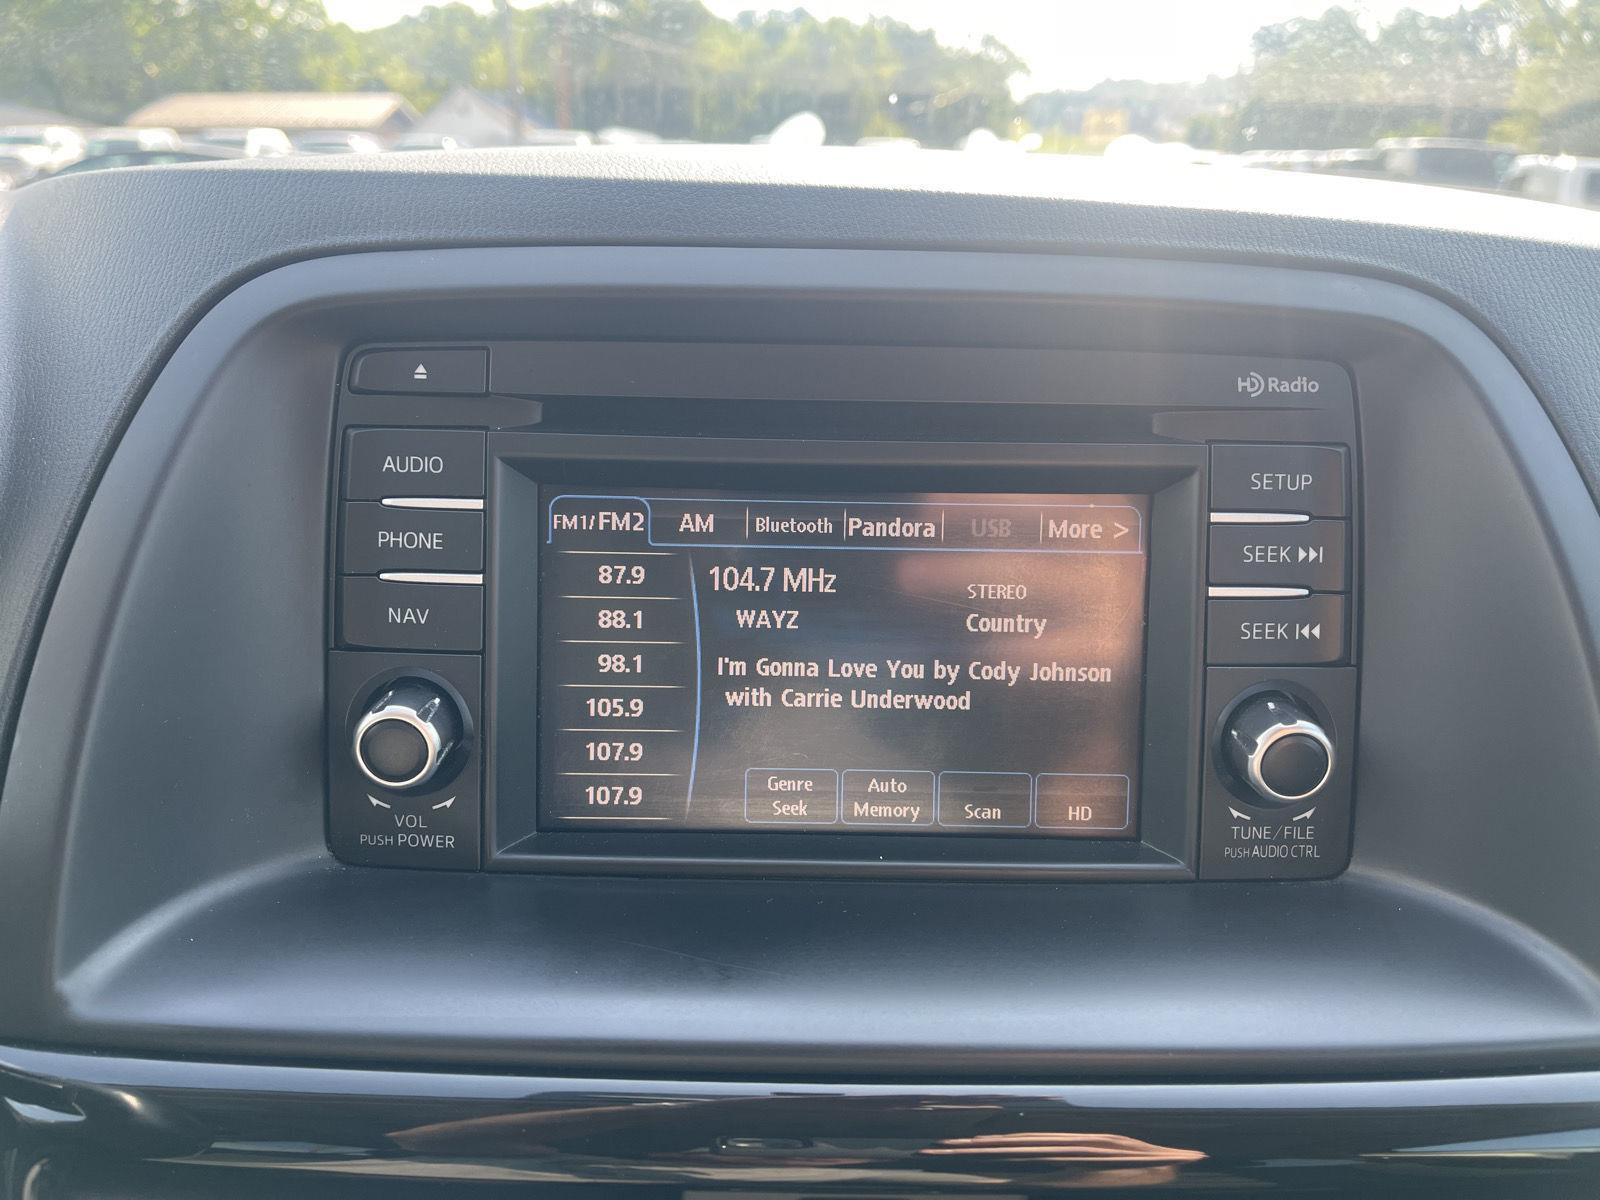 HD Radio
AUDIO
PHONE
NAV
VOL
PUSH POWER
FM1/FM2 AM Bluetooth Pandora USB More >
87.9
88.1
98.1
105.9
107.9
107.9
104.7 MHz
STEREO
WAYZ
Country
I'm Gonna Love You by Cody Johnson
with Carrie Underwood
Genre
Seek
Auto
Memory
Scan
HD
SETUP
SEEK
SEEK
TUNE/FILE
PUSH AUDIO CTRL